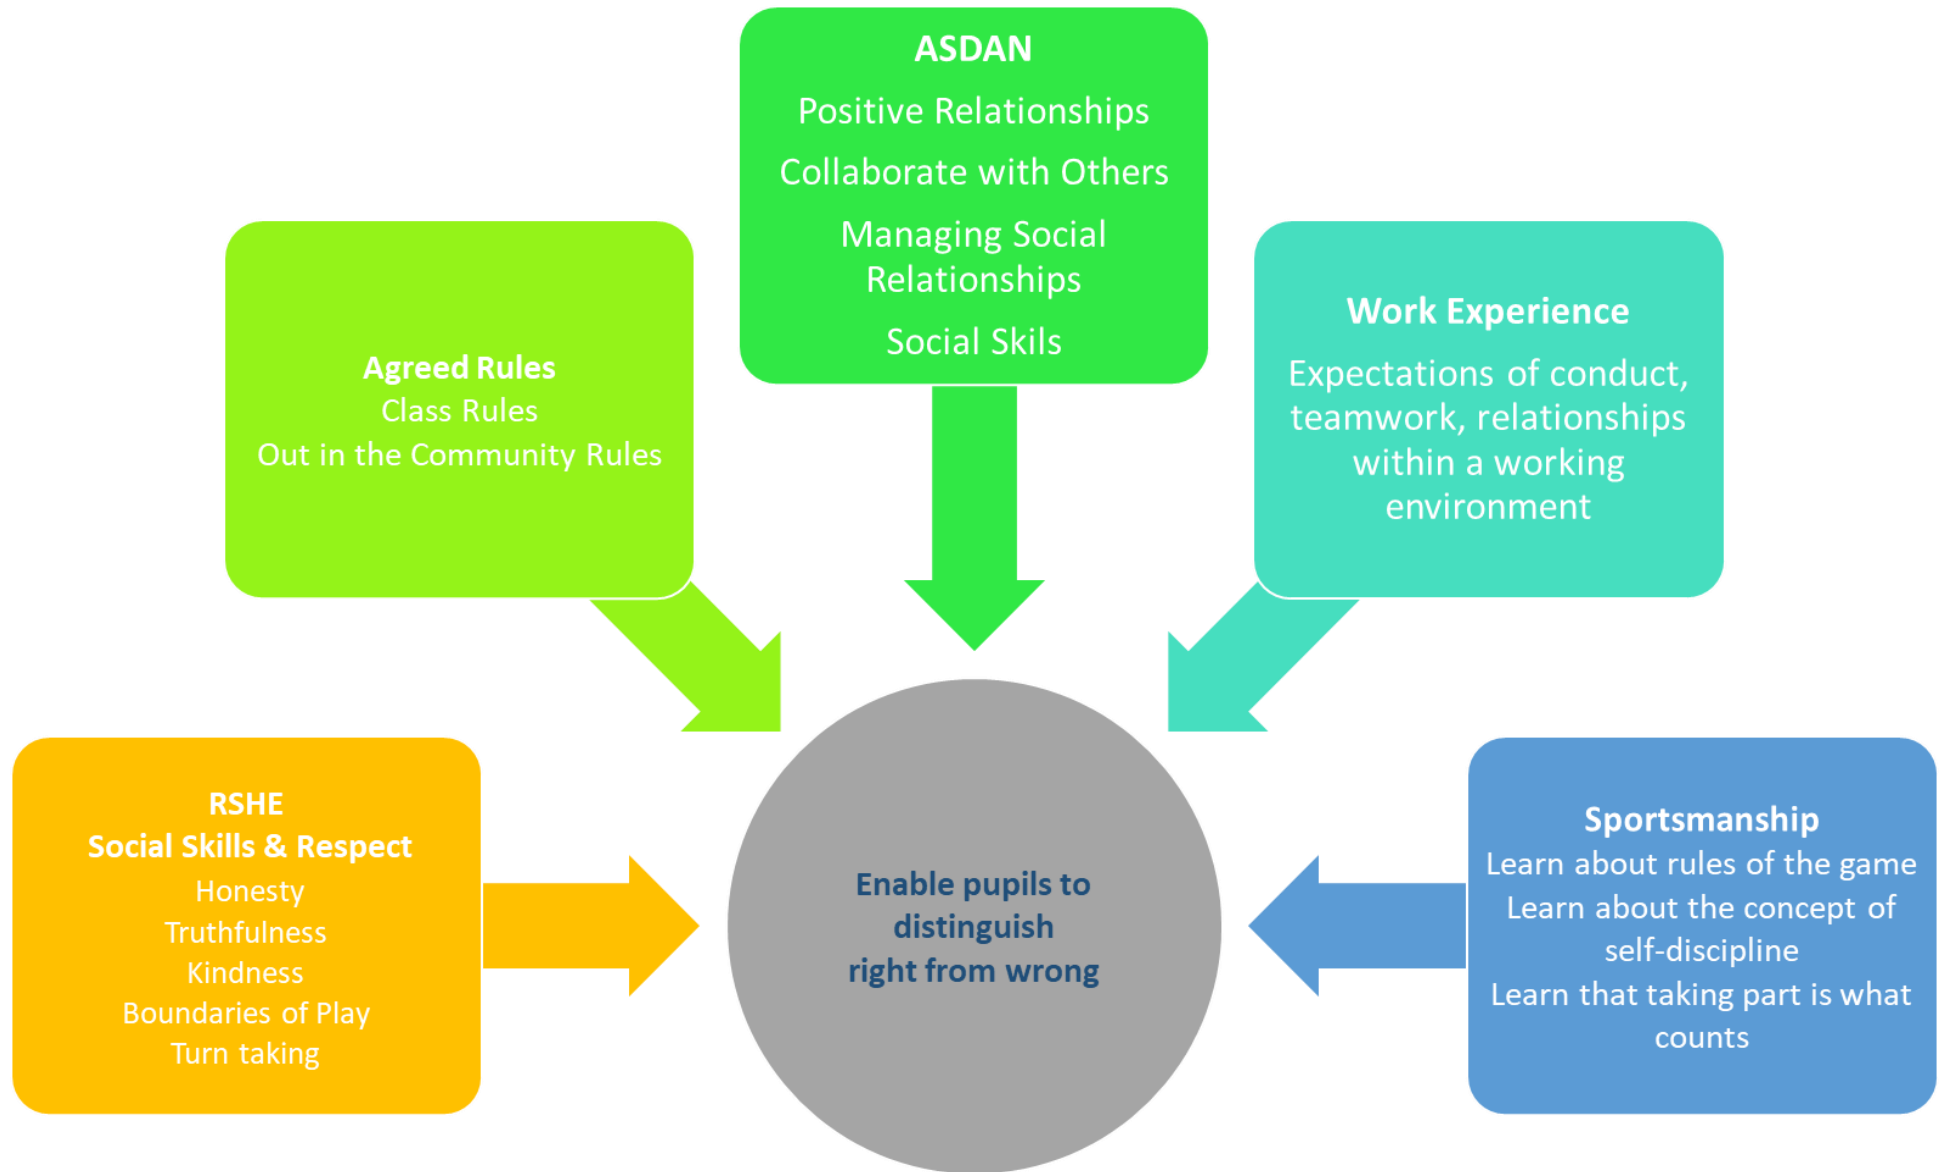 ASDAN
Positive Relationships
Collaborate with Others
Managing Social
Relationships
Social Skils
Agreed Rules
Class Rules
Out in the Community Rules
Work Experience
Expectations of conduct,
teamwork, relationships
within a working
environment
RSHE
Social Skills & Respect
Honesty
Truthfulness
Kindness
Boundaries of Play
Turn taking
Enable pupils to
distinguish
right from wrong
Sportsmanship
Learn about rules of the game
Learn about the concept of
self-discipline
Learn that taking part is what
counts